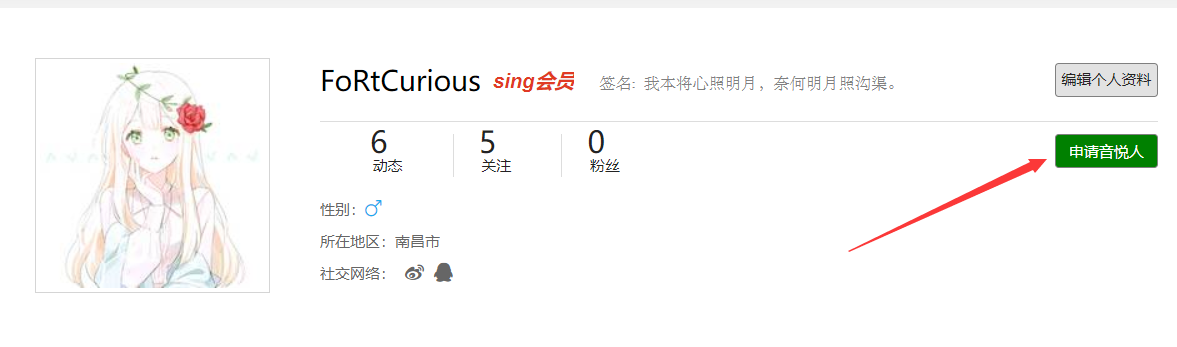 FoRtCurious sing会员 签名: 我本将心照明月，奈何明月照沟渠。 编辑个人资料
6 5 0
动态 关注 粉丝 申请音悦人
性别：
所在地区：南昌市
社交网络：